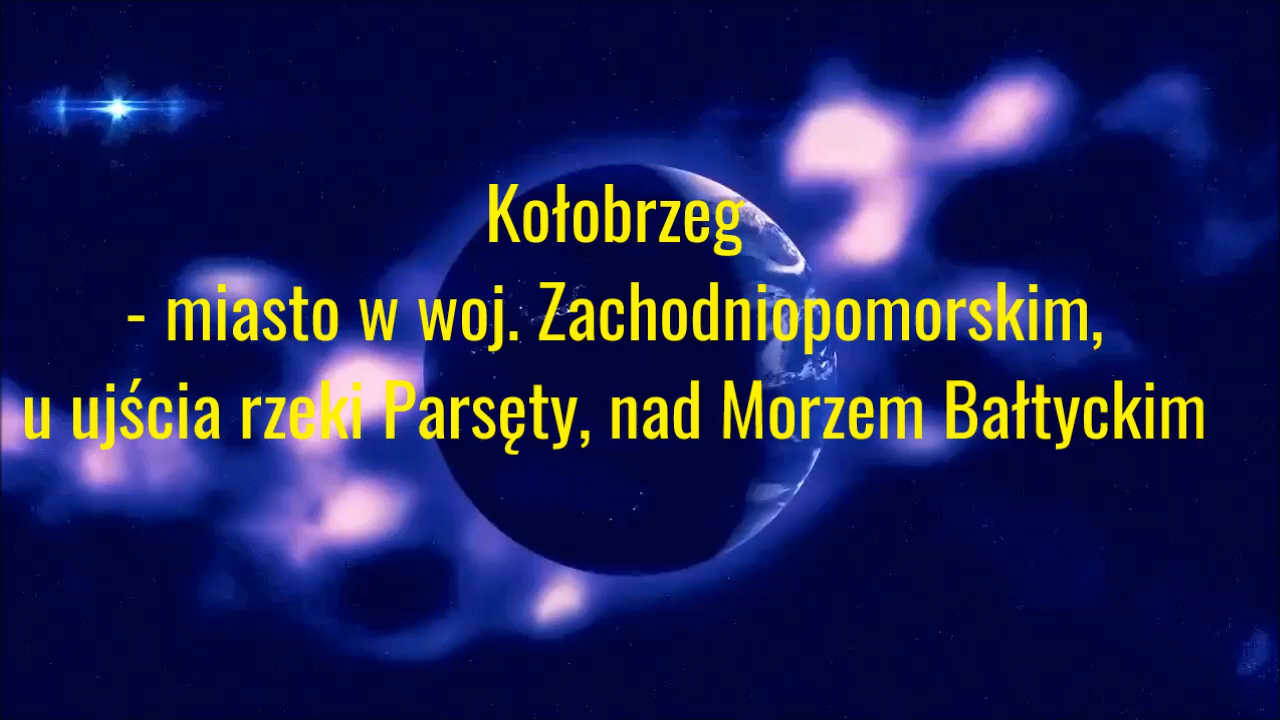 Kołobrzeg
- miasto w woj. Zachodniopomorskim,
u ujścia rzeki Parsęty, nad Morzem Bałtyckim